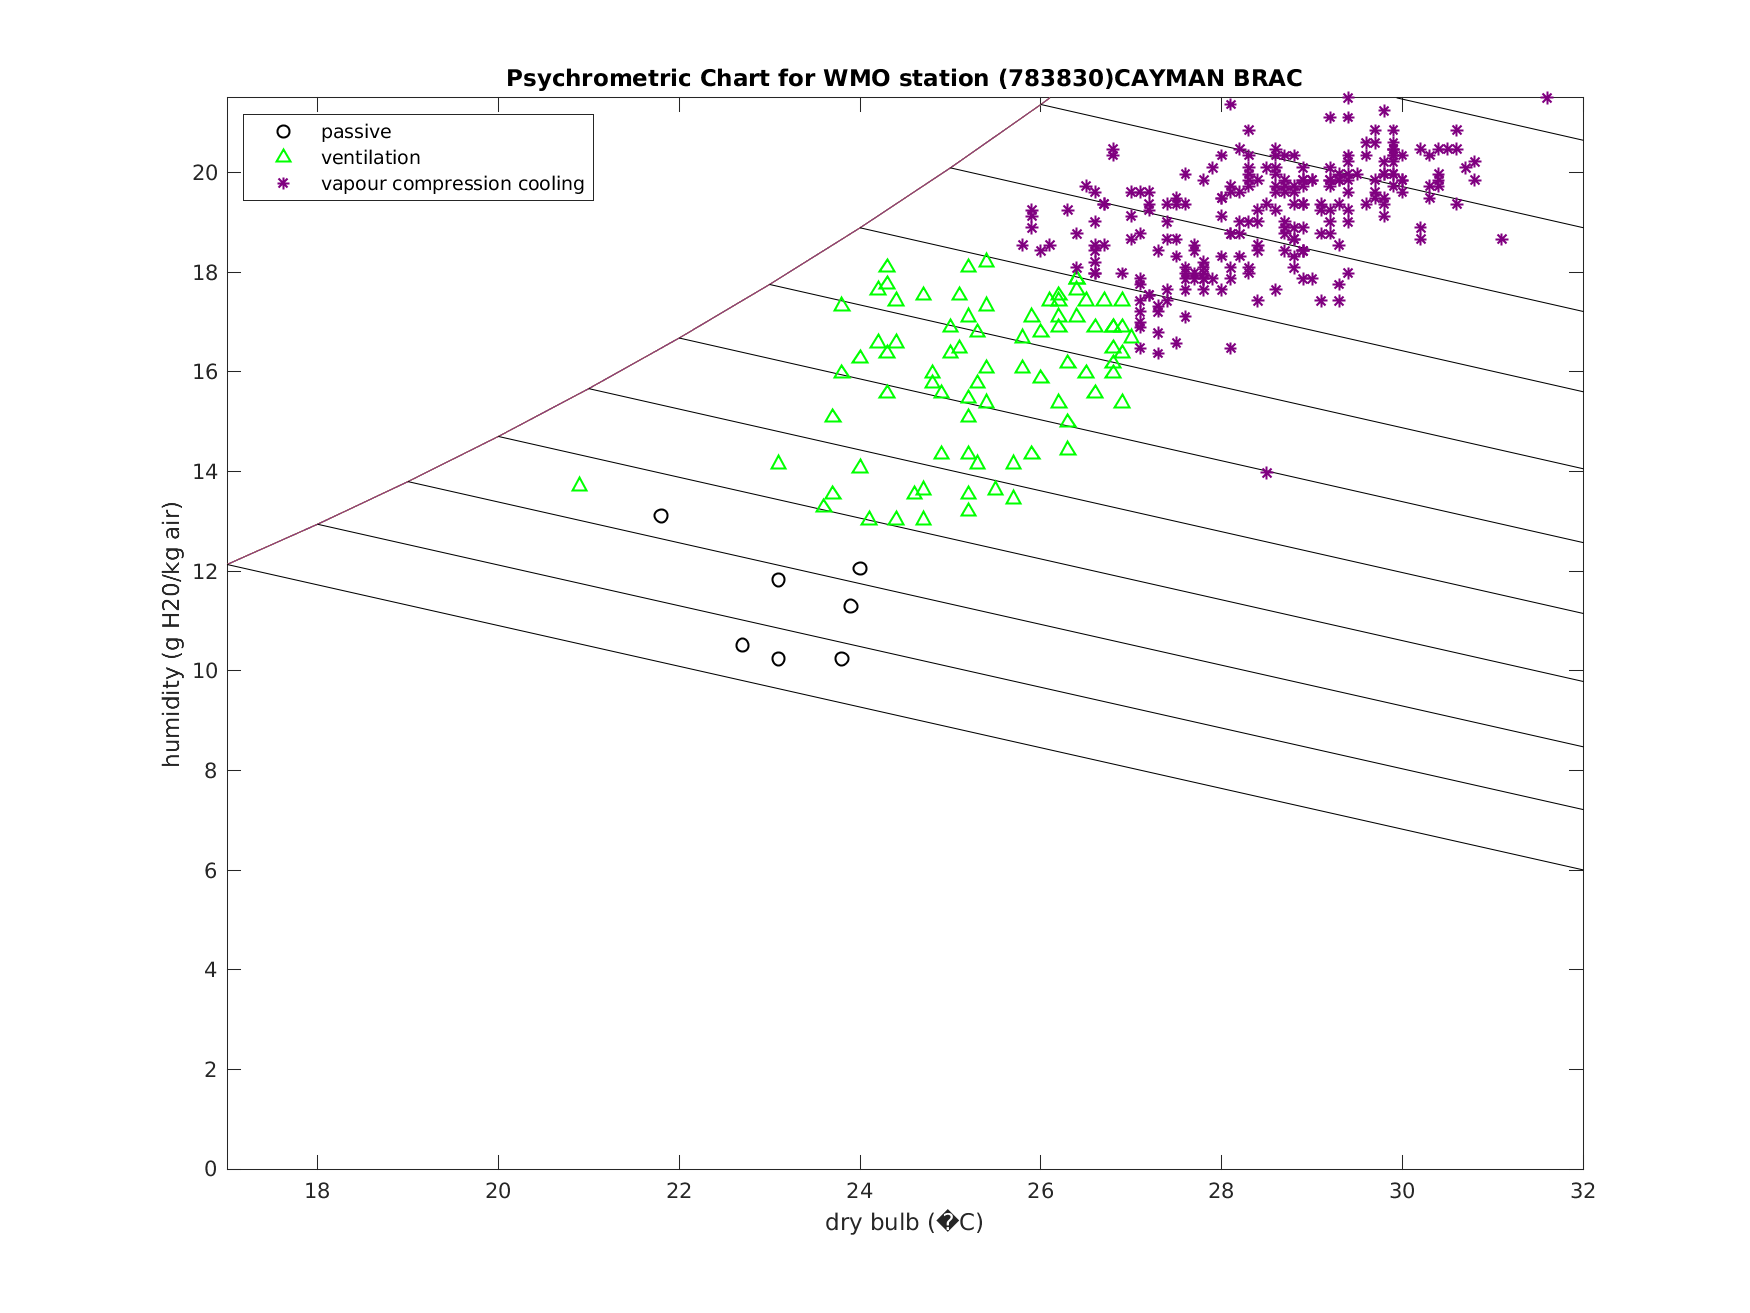 Psychrometric Chart for WMO station (783830)CAYMAN BRAC
passive
ventilation
vapour compression cooling
humidity (g H20/kg air)
20
18
16
14
12
10
8
6
4
2
0
18 20 22 24 26 28 30 32
dry bulb (�C)